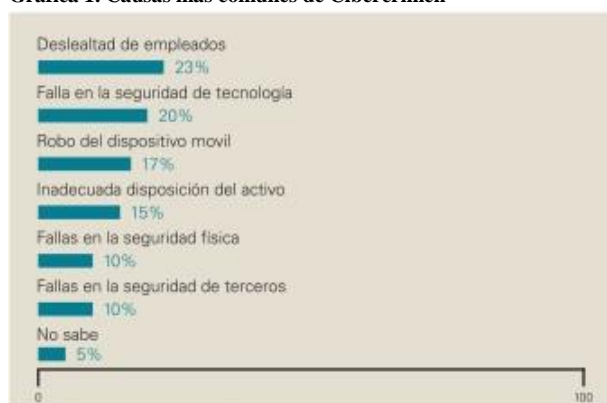 Gráfica 1. Causas más comunes de Cibercrimen
Deslealtad de empleados
23%
Falla en la seguridad de tecnología
20%
Robo del dispositivo movil
17%
Inadecuada disposición del activo
15%
Fallas en la seguridad física
10%
Fallas en la seguridad de terceros
10%
No sabe
5%
0 100